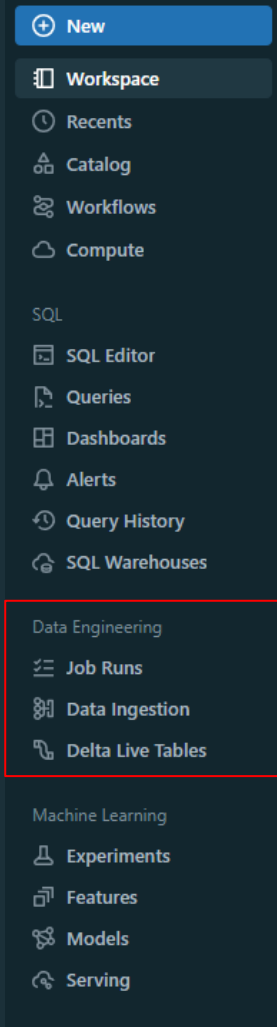 New
Workspace
Recents
Catalog
Workflows
Compute
SQL
SQL Editor
Queries
Dashboards
Alerts
Query History
SQL Warehouses
Data Engineering
Job Runs
Data Ingestion
Delta Live Tables
Machine Learning
Experiments
Features
Models
Serving